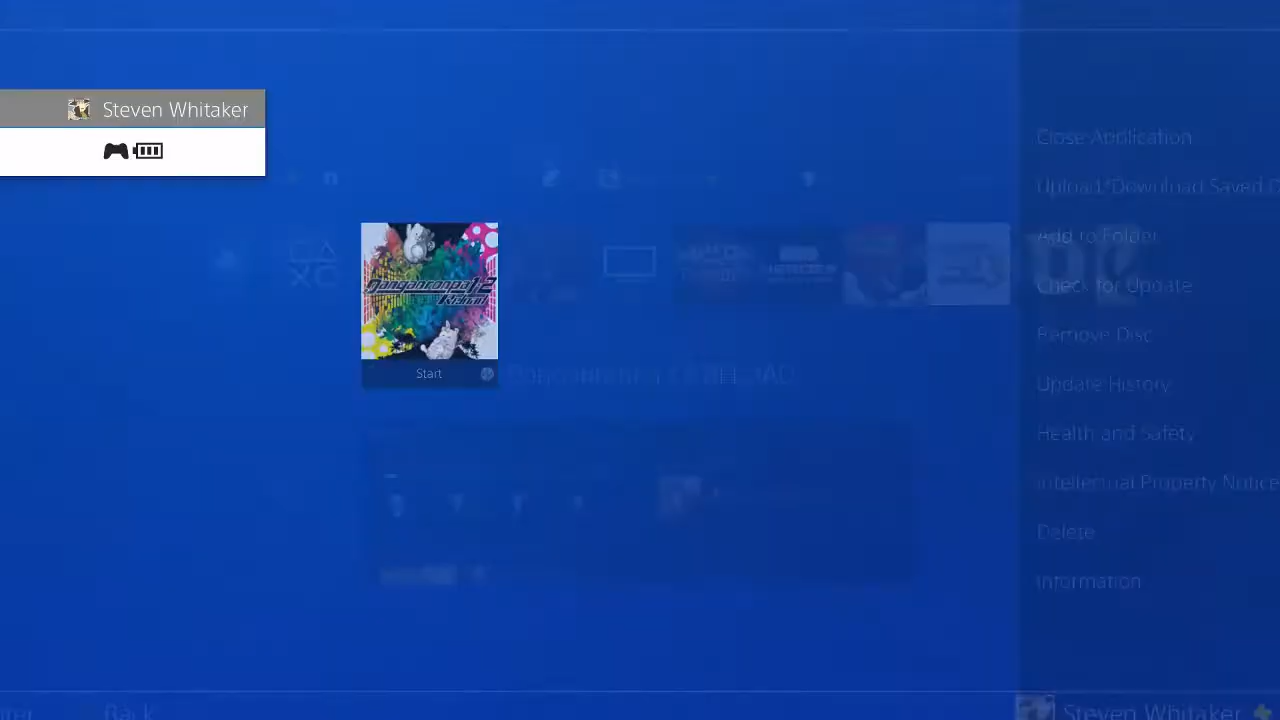 Steven Whitaker
Danganronpa 1•2
Reload
Start
Close Application
Add to Folder
Check for Update
Remove Disc
Update History
Health and Safety
Intellectual Property Notice
Delete
Information
Back
Steven Whitaker